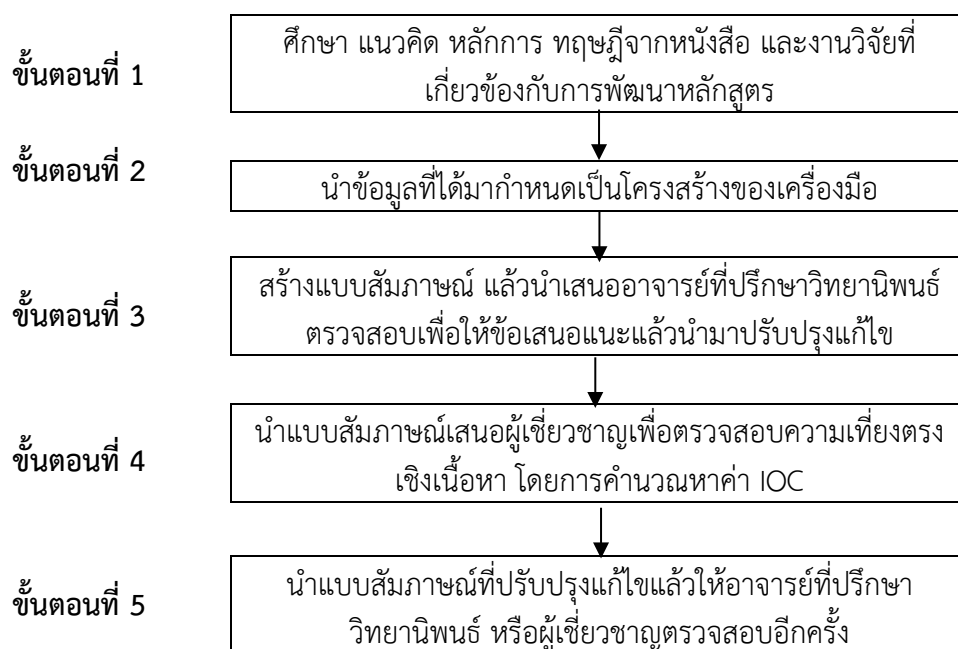 ขั้นตอนที่ 1
ศึกษา แนวคิด หลักการ ทฤษฎีจากหนังสือ และงานวิจัยที่
เกี่ยวข้องกับการพัฒนาหลักสูตร
ขั้นตอนที่ 2
นำข้อมูลที่ได้มากำหนดเป็นโครงสร้างของเครื่องมือ
ขั้นตอนที่ 3
สร้างแบบสัมภาษณ์ แล้วนำเสนออาจารย์ที่ปรึกษาวิทยานิพนธ์
ตรวจสอบเพื่อให้ข้อเสนอแนะแล้วนำมาปรับปรุงแก้ไข
ขั้นตอนที่ 4
นำแบบสัมภาษณ์เสนอผู้เชี่ยวชาญเพื่อตรวจสอบความเที่ยงตรง
เชิงเนื้อหา โดยการคำนวณหาค่า IOC
ขั้นตอนที่ 5
นำแบบสัมภาษณ์ที่ปรับปรุงแก้ไขแล้วให้อาจารย์ที่ปรึกษา
วิทยานิพนธ์ หรือผู้เชี่ยวชาญตรวจสอบอีกครั้ง